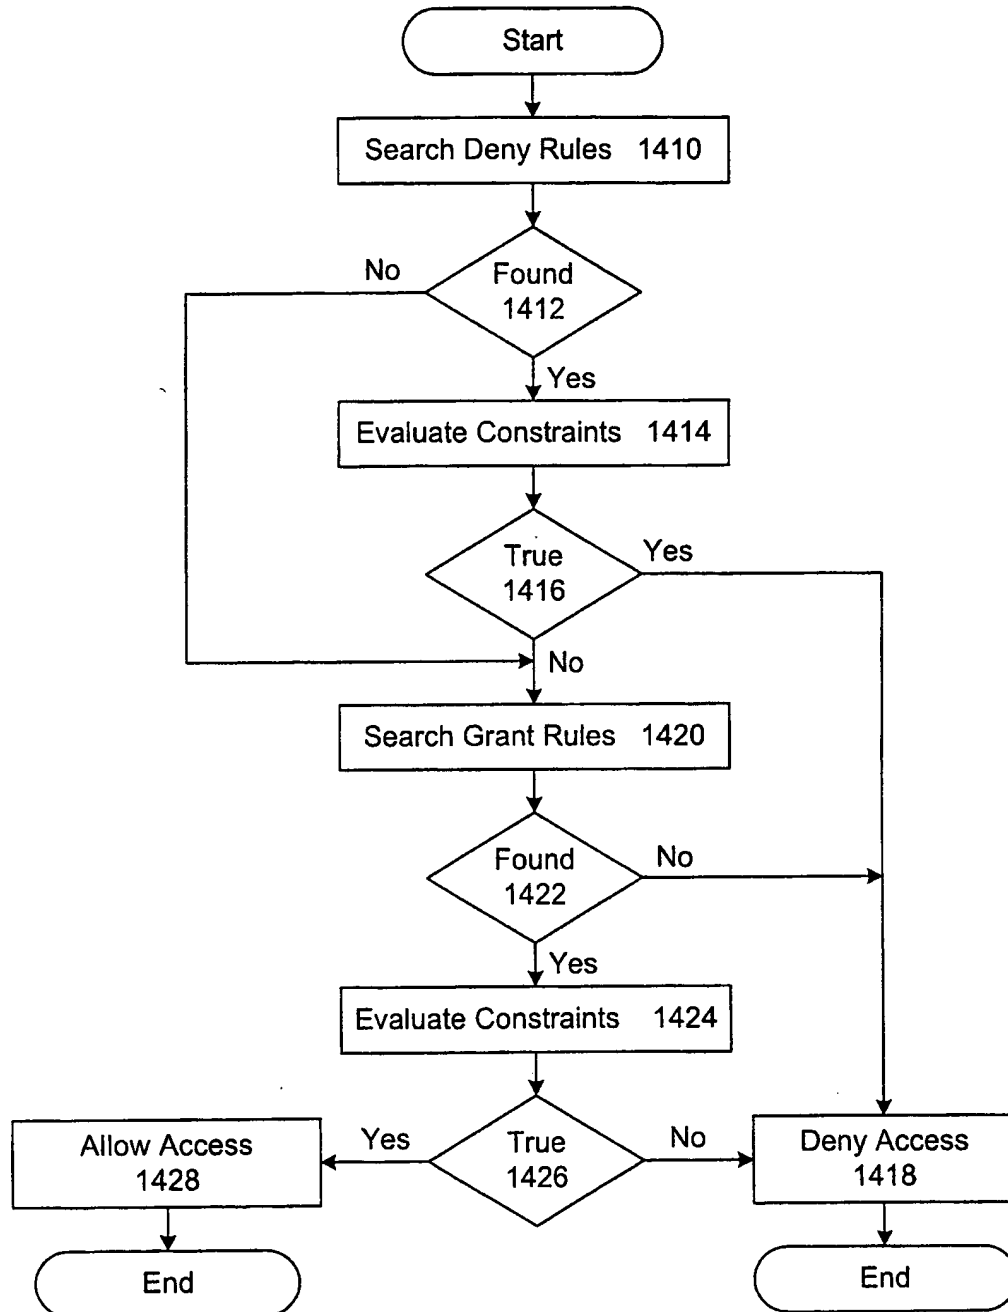 Start
Search Deny Rules 1410
No
Found
1412
Yes
Evaluate Constraints 1414
True
1416
Yes
No
Search Grant Rules 1420
Found
1422
No
Yes
Evaluate Constraints 1424
Allow Access
1428
Yes
True
1426
No
Deny Access
1418
End
End